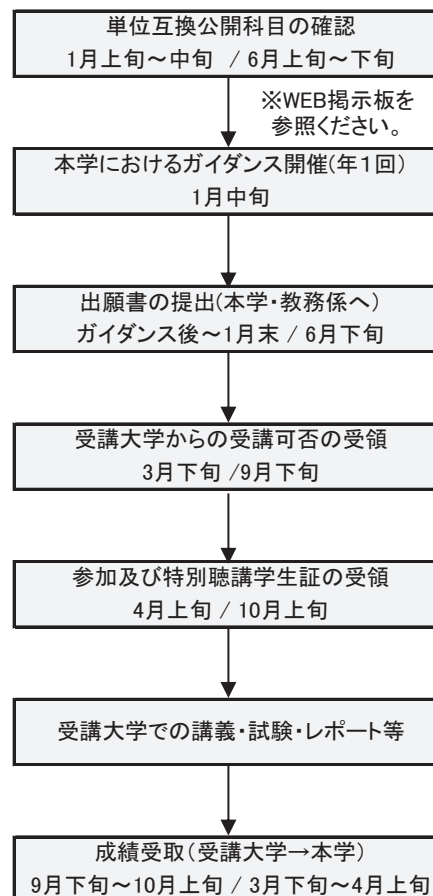 単位互換公開科目の確認
1月上旬～中旬 / 6月上旬～下旬
※WEB掲示板を
参照ください。
本学におけるガイダンス開催(年１回)
1月中旬
出願書の提出(本学・教務係へ)
ガイダンス後～1月末 / 6月下旬
受講大学からの受講可否の受領
3月下旬 /9月下旬
参加及び特別聴講学生証の受領
4月上旬 / 10月上旬
受講大学での講義・試験・レポート等
成績受取(受講大学→本学)
9月下旬～10月上旬 / 3月下旬～4月上旬